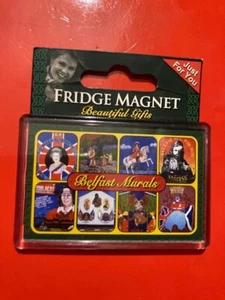 Just
For You
FRIDGE MAGNET
Beautiful Gifts
Belfast Murals